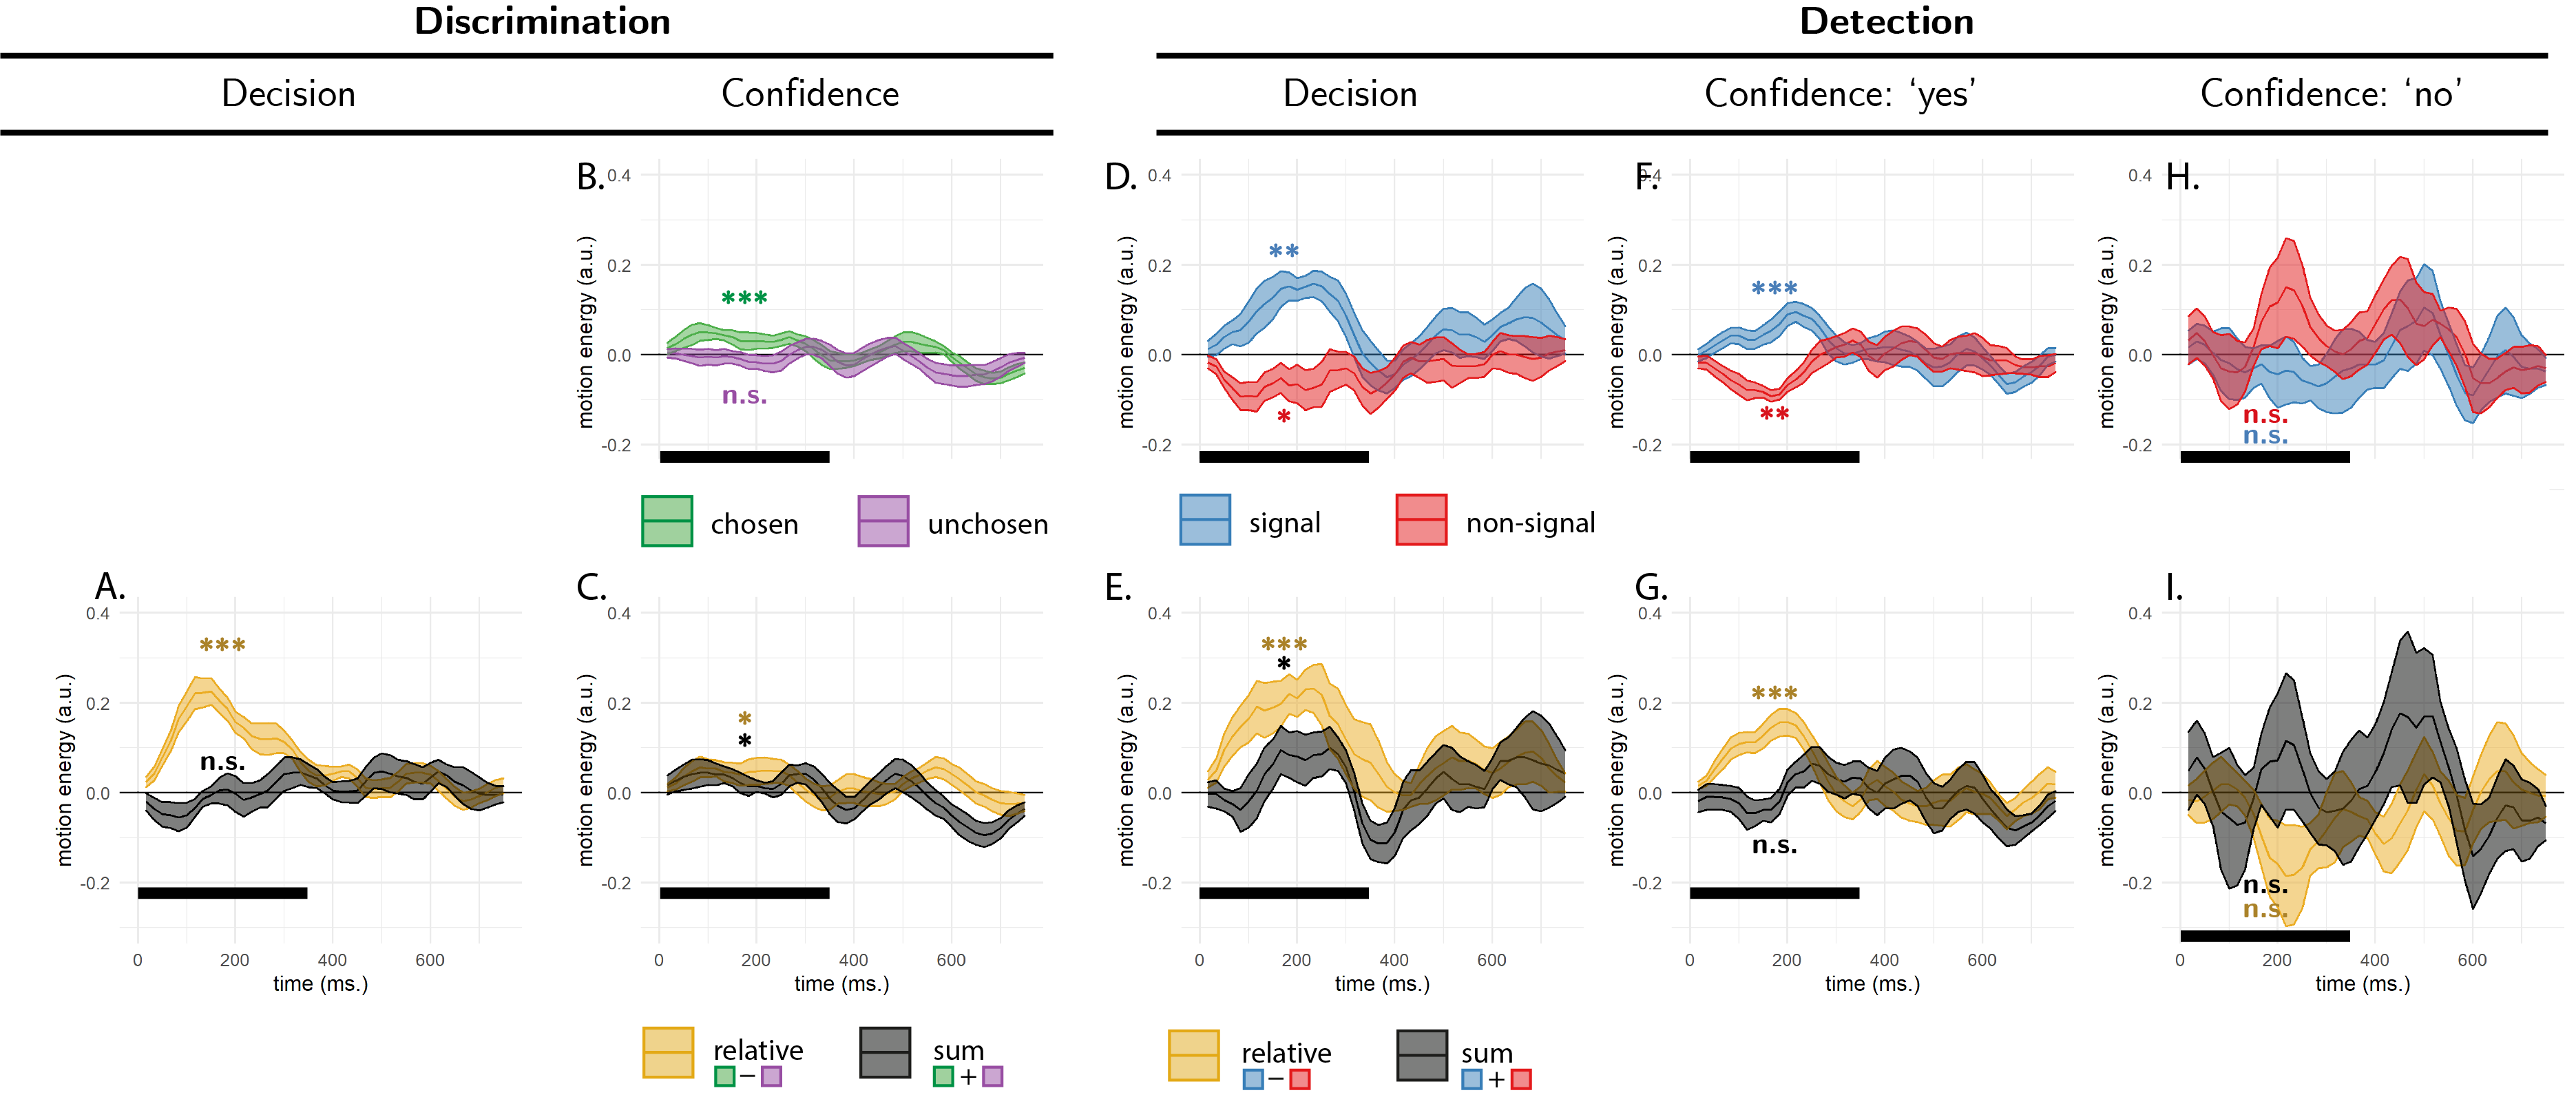 Discrimination
Detection
Decision
Confidence
Decision
Confidence: ‘yes’
Confidence: ‘no’
B.
0.4
0.2
0.0
-0.2
motion energy (a.u.)
***
n.s.
D.
0.4
0.2
0.0
-0.2
motion energy (a.u.)
**
*
F.
0.4
0.2
0.0
-0.2
motion energy (a.u.)
***
**
H.
0.4
0.2
0.0
-0.2
motion energy (a.u.)
n.s.
n.s.
chosen
unchosen
signal
non-signal
A.
0.4
0.2
0.0
-0.2
motion energy (a.u.)
***
n.s.
0 200 400 600
time (ms.)
C.
0.4
0.2
0.0
-0.2
motion energy (a.u.)
*
*
0 200 400 600
time (ms.)
E.
0.4
0.2
0.0
-0.2
motion energy (a.u.)
***
*
0 200 400 600
time (ms.)
G.
0.4
0.2
0.0
-0.2
motion energy (a.u.)
***
n.s.
0 200 400 600
time (ms.)
I.
0.4
0.2
0.0
-0.2
motion energy (a.u.)
n.s.
n.s.
0 200 400 600
time (ms.)
relative
−
sum
+
relative
−
sum
+